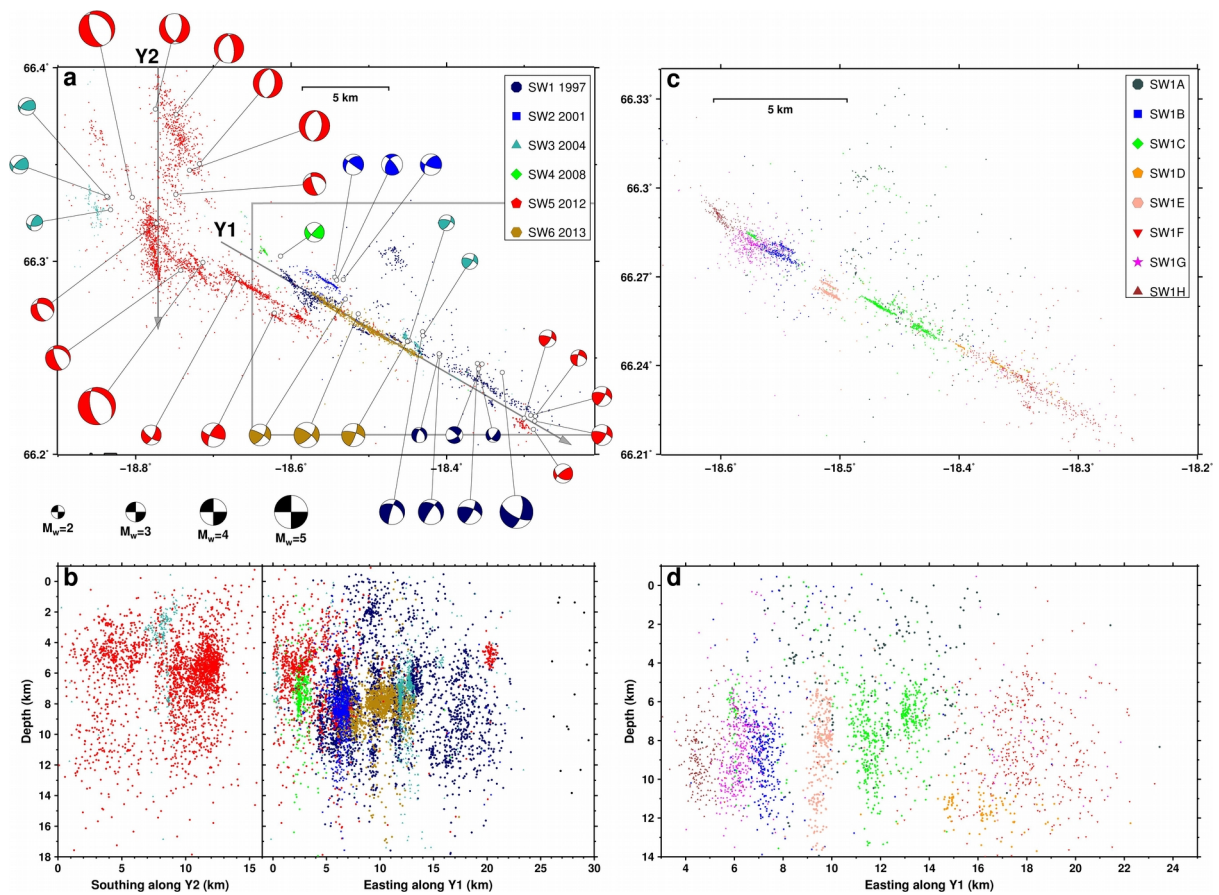 a
Y2
Y1
5 km
SW1 1997
SW2 2001
SW3 2004
SW4 2008
SW5 2012
SW6 2013
66.4°
66.3°
66.2°
−18.8°
−18.6°
−18.4°
Mw=2
Mw=3
Mw=4
Mw=5
c
5 km
SW1A
SW1B
SW1C
SW1D
SW1E
SW1F
SW1G
SW1H
66.33°
66.3°
66.27°
66.24°
66.21°
−18.6°
−18.5°
−18.4°
−18.3°
−18.2°
b
Depth (km)
0
2
4
6
8
10
12
14
16
18
0 5 10 15
0 5 10 15 20 25 30
Southing along Y2 (km)
Easting along Y1 (km)
d
Depth (km)
0
2
4
6
8
10
12
14
4 6 8 10 12 14 16 18 20 22 24
Easting along Y1 (km)